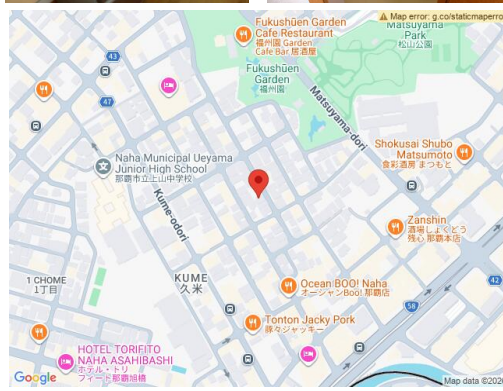 Map error: g.co/staticmaperro
Fukushūen Garden
Cafe Restaurant
福州園 Garden
Cafe Bar 居酒屋
Matsuyama
Park
松山公園
43
Fukushūen
Garden
福州園
47
Matsuyama-dori
Shokusai Shubo
Matsumoto
食彩酒房 まつもと
Naha Municipal Ueyama
Junior High School
那覇市立上山中学校
Kume-odori
Zanshin
酒場しょくどう
残心 那覇本店
1 CHOME
1丁目
KUME
久米
Ocean BOO! Naha
オーシャンBoo! 那覇店
42
58
Tonton Jacky Pork
豚々ジャッキー
HOTEL TORIFITO
NAHA ASAHIBASHI
ホテル・トリ
フィート那覇旭橋
Google
Map data ©202